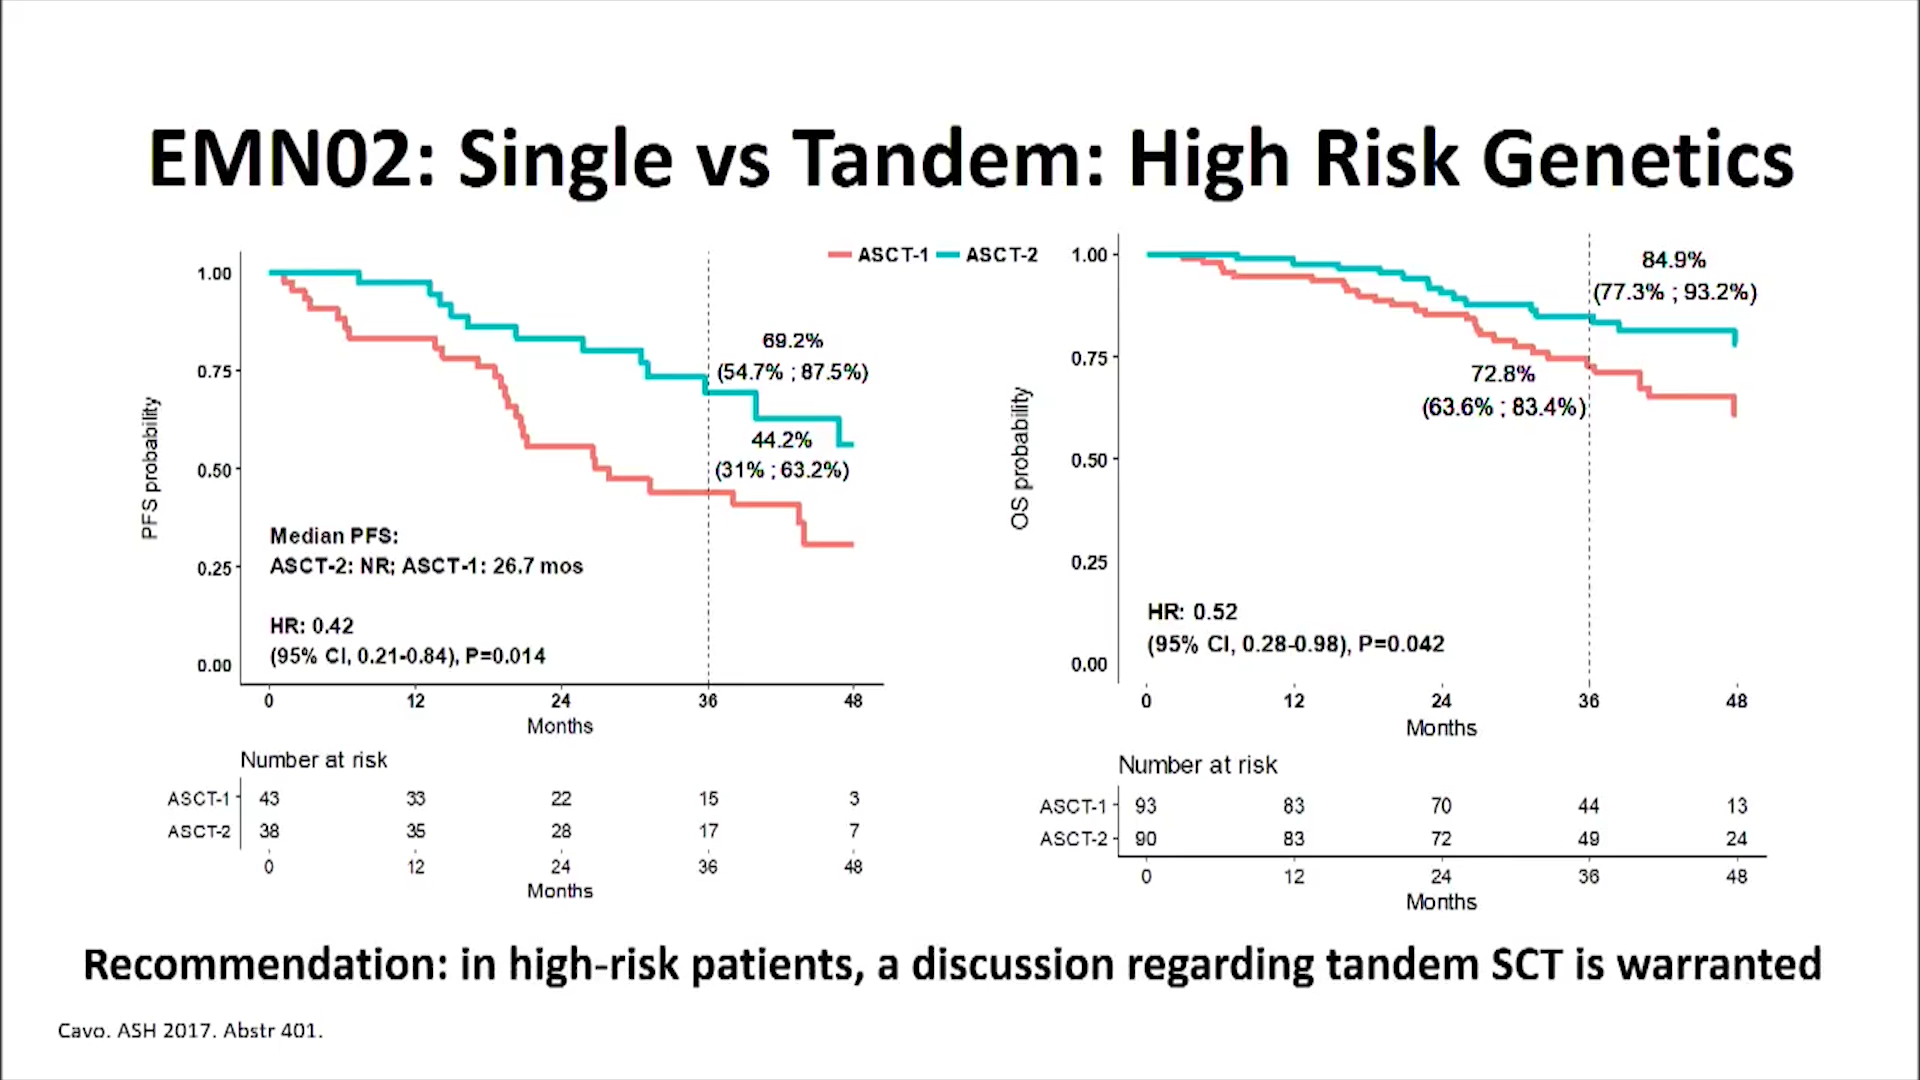 EMN02: Single vs Tandem: High Risk Genetics
ASCT-1 ASCT-2
PFS probability
1.00
0.75
0.50
0.25
0.00
69.2%
(54.7% ; 87.5%)
44.2%
(31% ; 63.2%)
Median PFS:
ASCT-2: NR; ASCT-1: 26.7 mos
HR: 0.42
(95% CI, 0.21-0.84), P=0.014
0 12 24 36 48
Months
Number at risk
ASCT-1 43 33 22 15 3
ASCT-2 38 35 28 17 7
0 12 24 36 48
Months
OS probability
1.00
0.75
0.50
0.25
0.00
84.9%
(77.3% ; 93.2%)
72.8%
(63.6% ; 83.4%)
HR: 0.52
(95% CI, 0.28-0.98), P=0.042
0 12 24 36 48
Months
Number at risk
ASCT-1 93 83 70 44 13
ASCT-2 90 83 72 49 24
0 12 24 36 48
Months
Recommendation: in high-risk patients, a discussion regarding tandem SCT is warranted
Cavo. ASH 2017. Abstr 401.